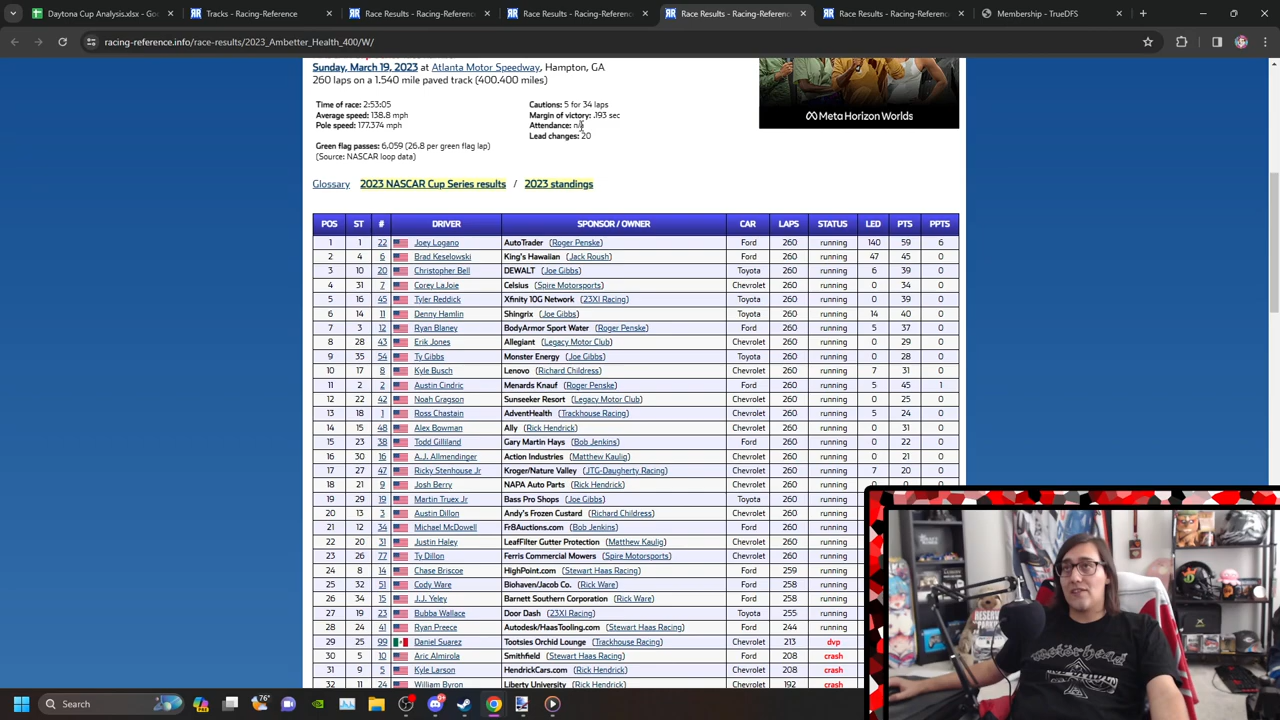 Daytona Cup Analysis.xlsx - Goo
Tracks - Racing-Reference
Race Results - Racing-Referenc
Race Results - Racing-Referenc
Race Results - Racing-Referenc
Race Results - Racing-Referenc
Membership - TrueDFS
racing-reference.info/race-results/2023_Ambetter_Health_400/W/
Sunday, March 19, 2023 at Atlanta Motor Speedway, Hampton, GA
260 laps on a 1.540 mile paved track (400.400 miles)
Time of race: 2:53:05
Average speed: 138.8 mph
Pole speed: 177.374 mph
Cautions: 5 for 34 laps
Margin of victory: .193 sec
Attendance:
Lead changes: 20
Green flag passes: 6,059 (26.8 per green flag lap)
(Source: NASCAR loop data)
Meta Horizon Worlds
Glossary 2023 NASCAR Cup Series results / 2023 standings
POS ST # DRIVER SPONSOR / OWNER CAR LAPS STATUS LED PTS PPTS
1 1 22 Joey Logano AutoTrader (Roger Penske) Ford 260 running 140 59 6
2 4 6 Brad Keselowski King's Hawaiian (Jack Roush) Ford 260 running 47 45 0
3 10 20 Christopher Bell DEWALT (Joe Gibbs) Toyota 260 running 6 39 0
4 31 7 Corey LaJoie Celsius (Spire Motorsports) Chevrolet 260 running 0 34 0
5 16 45 Tyler Reddick Xfinity 10G Network (23XI Racing) Toyota 260 running 0 39 0
6 14 11 Denny Hamlin Shingrix (Joe Gibbs) Toyota 260 running 14 40 0
7 3 12 Ryan Blaney BodyArmor Sport Water (Roger Penske) Ford 260 running 5 37 0
8 28 43 Erik Jones Allegiant (Legacy Motor Club) Chevrolet 260 running 0 29 0
9 35 54 Ty Gibbs Monster Energy (Joe Gibbs) Toyota 260 running 0 28 0
10 17 8 Kyle Busch Lenovo (Richard Childress) Chevrolet 260 running 7 31 0
11 2 2 Austin Cindric Menards Knauf (Roger Penske) Ford 260 running 5 45 1
12 22 42 Noah Gragson Sunseeker Resort (Legacy Motor Club) Chevrolet 260 running 0 25 0
13 18 1 Ross Chastain AdventHealth (Trackhouse Racing) Chevrolet 260 running 5 24 0
14 15 48 Alex Bowman Ally (Rick Hendrick) Chevrolet 260 running 0 31 0
15 23 38 Todd Gilliland Gary Martin Hays (Bob Jenkins) Ford 260 running 0 22 0
16 30 16 A.J. Allmendinger Action Industries (Matthew Kaulig) Chevrolet 260 running 0 21 0
17 27 47 Ricky Stenhouse Jr Kroger/Nature Valley (JTG-Daugherty Racing) Chevrolet 260 running 7 20 0
18 21 9 Josh Berry NAPA Auto Parts (Rick Hendrick) Chevrolet 260 running 0 0 0
19 29 19 Martin Truex Jr Bass Pro Shops (Joe Gibbs) Toyota 260 running
20 13 3 Austin Dillon Andy's Frozen Custard (Richard Childress) Chevrolet 260 running
21 12 34 Michael McDowell Fr8Auctions.com (Bob Jenkins) Ford 260 running
22 20 31 Justin Haley LeafFilter Gutter Protection (Matthew Kaulig) Chevrolet 260 running
23 26 77 Ty Dillon Ferris Commercial Mowers (Spire Motorsports) Chevrolet 260 running
24 8 14 Chase Briscoe HighPoint.com (Stewart Haas Racing) Ford 259 running
25 32 51 Cody Ware Biohaven/Jacob Co. (Rick Ware) Ford 258 running
26 34 15 J.J. Yeley Barnett Southern Corporation (Rick Ware) Ford 258 running
27 19 23 Bubba Wallace Door Dash (23XI Racing) Toyota 255 running
28 24 41 Ryan Preece Autodesk/HaasTooling.com (Stewart Haas Racing) Ford 244 running
29 25 99 Daniel Suarez Tootsies Orchid Lounge (Trackhouse Racing) Chevrolet 213 dvp
30 5 10 Aric Almirola Smithfield (Stewart Haas Racing) Ford 208 crash
31 9 5 Kyle Larson HendrickCars.com (Rick Hendrick) Chevrolet 208 crash
32 11 24 William Byron Liberty University (Rick Hendrick) Chevrolet 192 crash
Search
76°